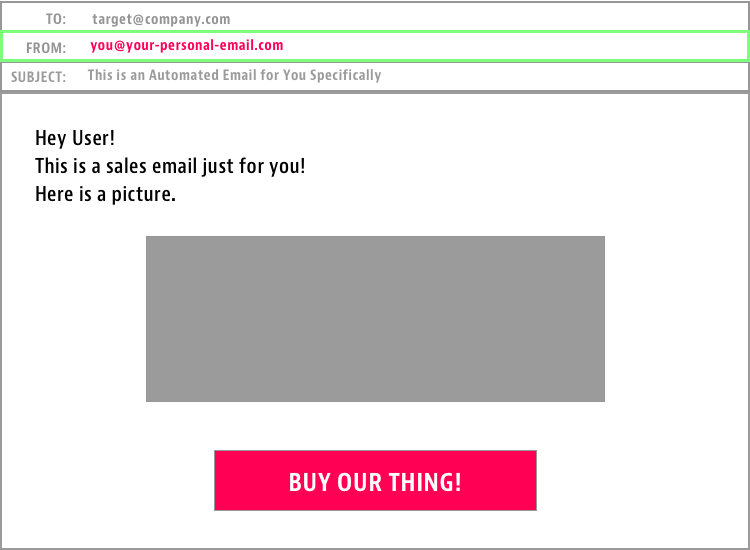 TO: target@company.com
FROM: you@your-personal-email.com
SUBJECT: This is an Automated Email for You Specifically
Hey User!
This is a sales email just for you!
Here is a picture.
BUY OUR THING!